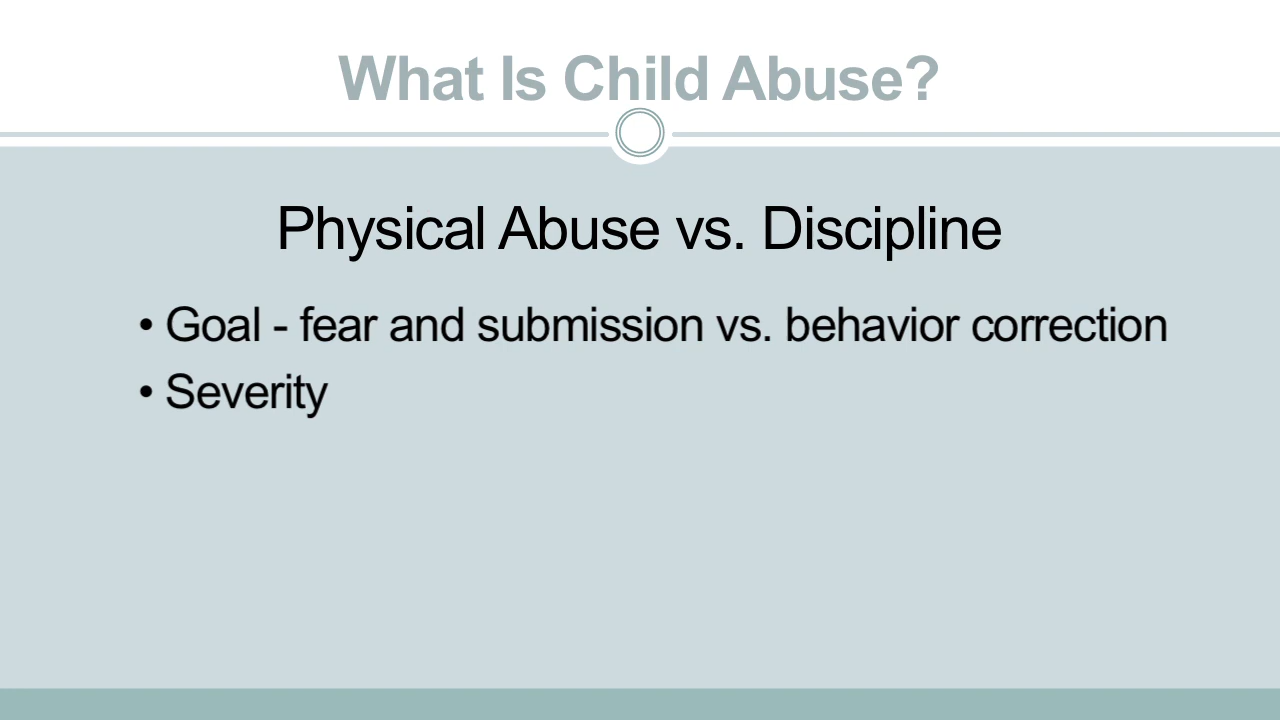 What Is Child Abuse?
Physical Abuse vs. Discipline
• Goal - fear and submission vs. behavior correction
• Severity